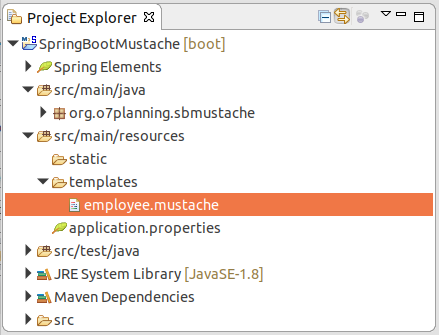 Project Explorer
SpringBootMustache [boot]
Spring Elements
src/main/java
org.o7planning.sbmustache
src/main/resources
static
templates
employee.mustache
application.properties
src/test/java
JRE System Library [JavaSE-1.8]
Maven Dependencies
src